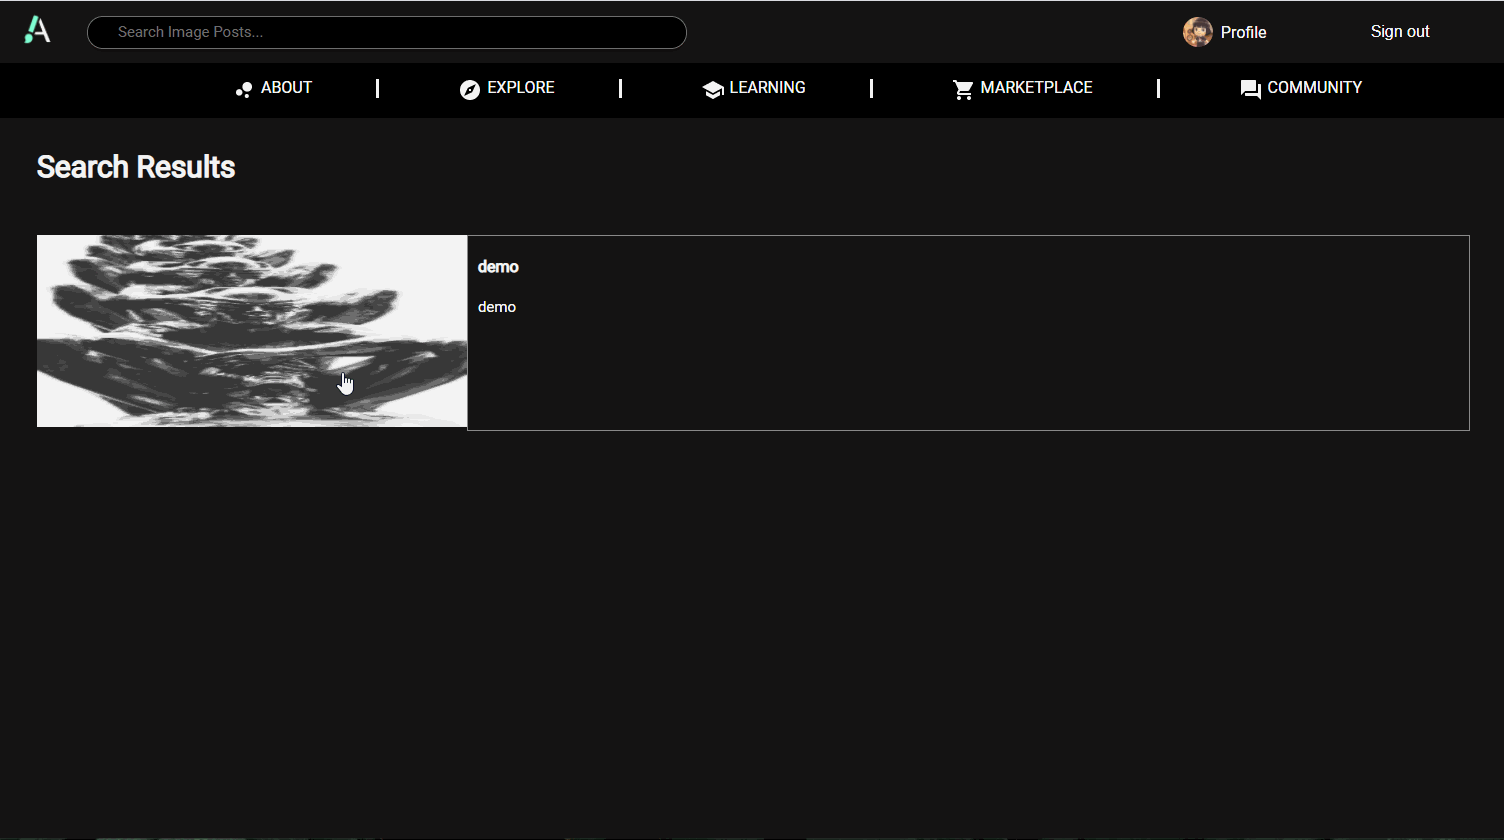 A
Search Image Posts...
Profile
Sign out
ABOUT
EXPLORE
LEARNING
MARKETPLACE
COMMUNITY
Search Results
demo
demo